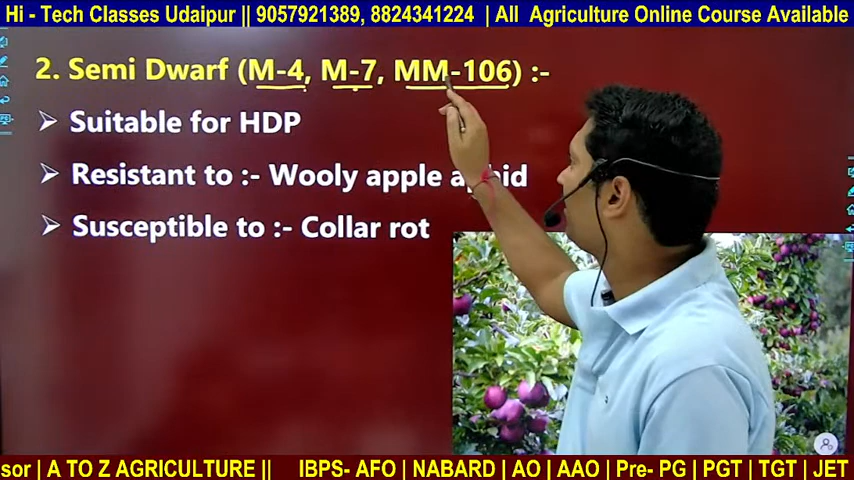 Hi - Tech Classes Udaipur || 9057921389, 8824341224 | All Agriculture Online Course Available
2. Semi Dwarf (M-4, M-7, MM-106) :-
➢ Suitable for HDP
➢ Resistant to :- Wooly apple aphid
➢ Susceptible to :- Collar rot
sor | A TO Z AGRICULTURE || IBPS- AFO | NABARD | AO | AAO | Pre- PG | PGT | TGT | JET